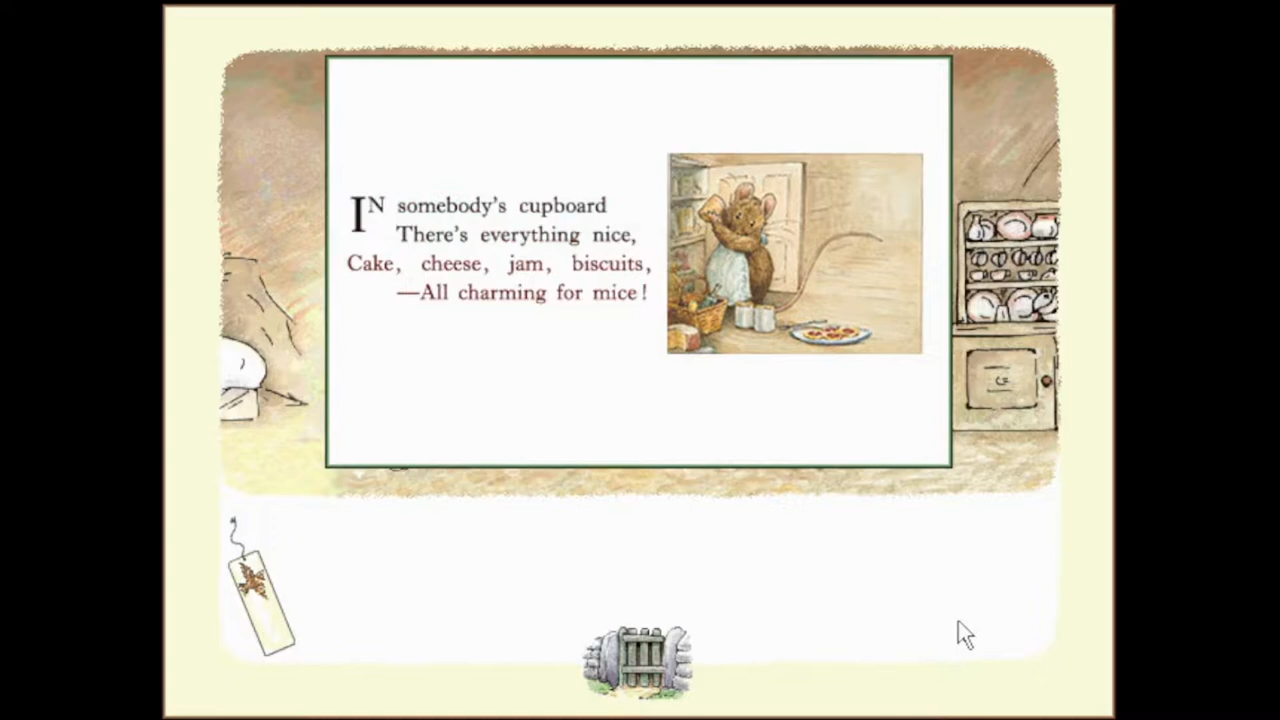 IN somebody's cupboard
There's everything nice,
Cake, cheese, jam, biscuits,
—All charming for mice!